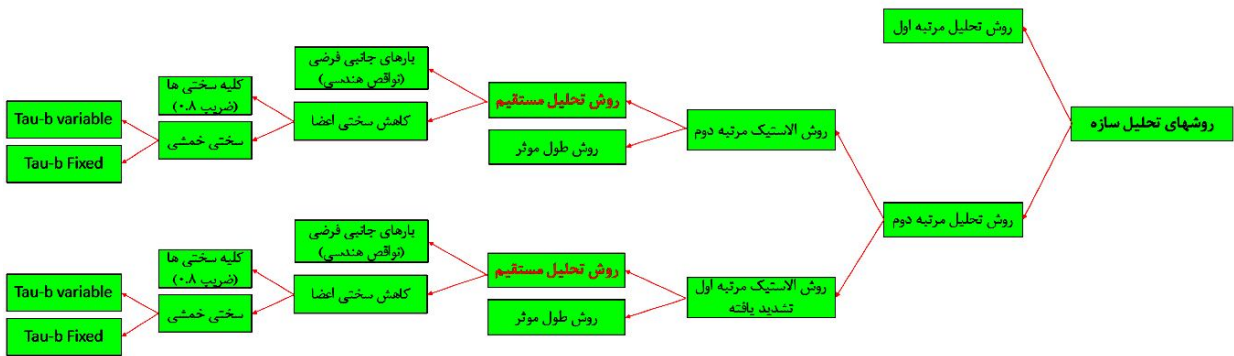 روشهای تحلیل سازه
روش تحلیل مرتبه اول
روش تحلیل مرتبه دوم
روش الاستیک مرتبه دوم
روش تحلیل مستقیم
روش طول موثر
بارهای جانبی فرضی
(نواقص هندسی)
کاهش سختی اعضا
کلیه سختی ها
(ضریب ۰.۸)
سختی خمشی
Tau-b variable
Tau-b Fixed
روش الاستیک مرتبه اول
تشدید یافته
روش تحلیل مستقیم
روش طول موثر
بارهای جانبی فرضی
(نواقص هندسی)
کاهش سختی اعضا
کلیه سختی ها
(ضریب ۰.۸)
سختی خمشی
Tau-b variable
Tau-b Fixed